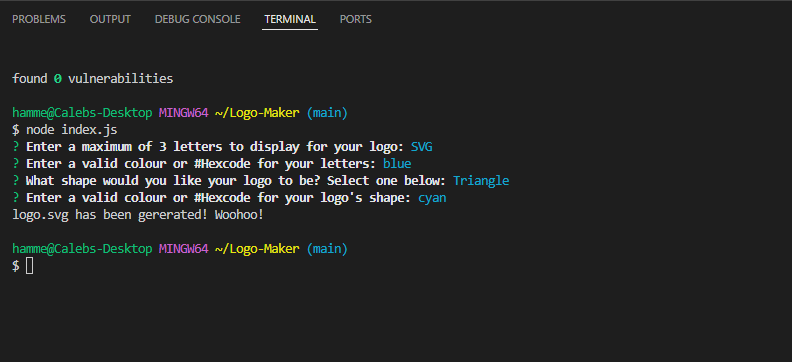 PROBLEMS OUTPUT DEBUG CONSOLE TERMINAL PORTS
found 0 vulnerabilities
hamme@Calebs-Desktop MINGW64 ~/Logo-Maker (main)
$ node index.js
? Enter a maximum of 3 letters to display for your logo: SVG
? Enter a valid colour or #Hexcode for your letters: blue
? What shape would you like your logo to be? Select one below: Triangle
? Enter a valid colour or #Hexcode for your logo's shape: cyan
logo.svg has been gererated! Woohoo!
hamme@Calebs-Desktop MINGW64 ~/Logo-Maker (main)
$